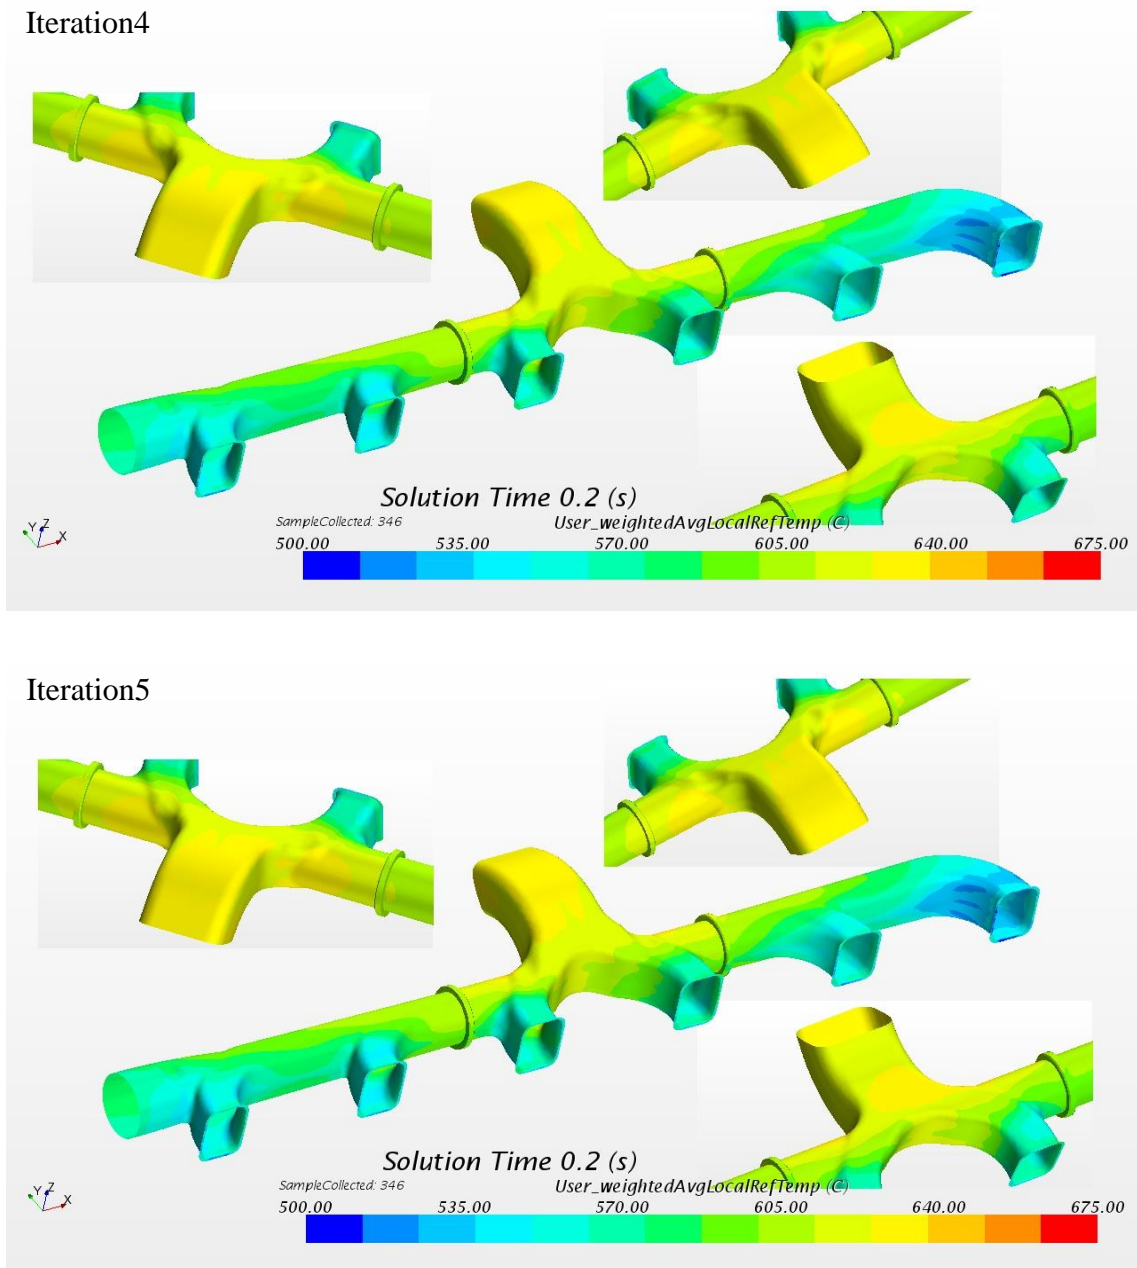 Iteration4
Solution Time 0.2 (s)
SampleCollected: 346 User_weightedAvgLocalRefTemp (C)
500.00 535.00 570.00 605.00 640.00 675.00
Y Z X
Iteration5
Solution Time 0.2 (s)
SampleCollected: 346 User_weightedAvgLocalRefTemp (C)
500.00 535.00 570.00 605.00 640.00 675.00
Y Z X